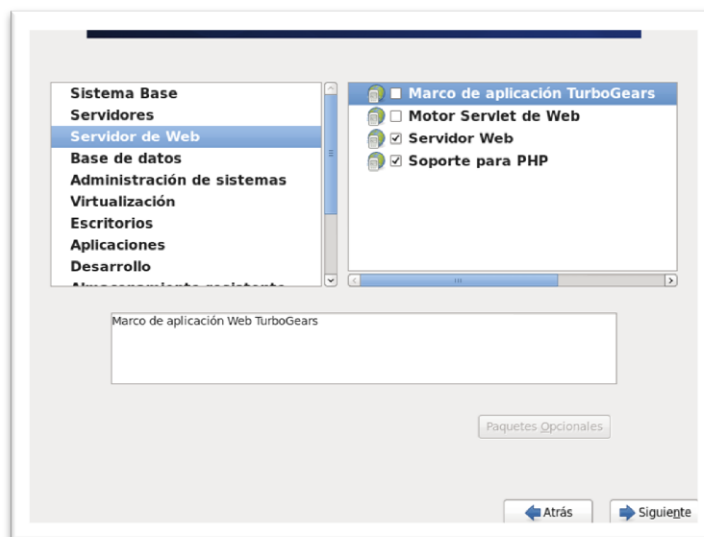 Sistema Base
Servidores
Servidor de Web
Base de datos
Administración de sistemas
Virtualización
Escritorios
Aplicaciones
Desarrollo
Marco de aplicación TurboGears
Motor Servlet de Web
Servidor Web
Soporte para PHP
Marco de aplicación Web TurboGears
Paquetes Opcionales
Atrás
Siguiente